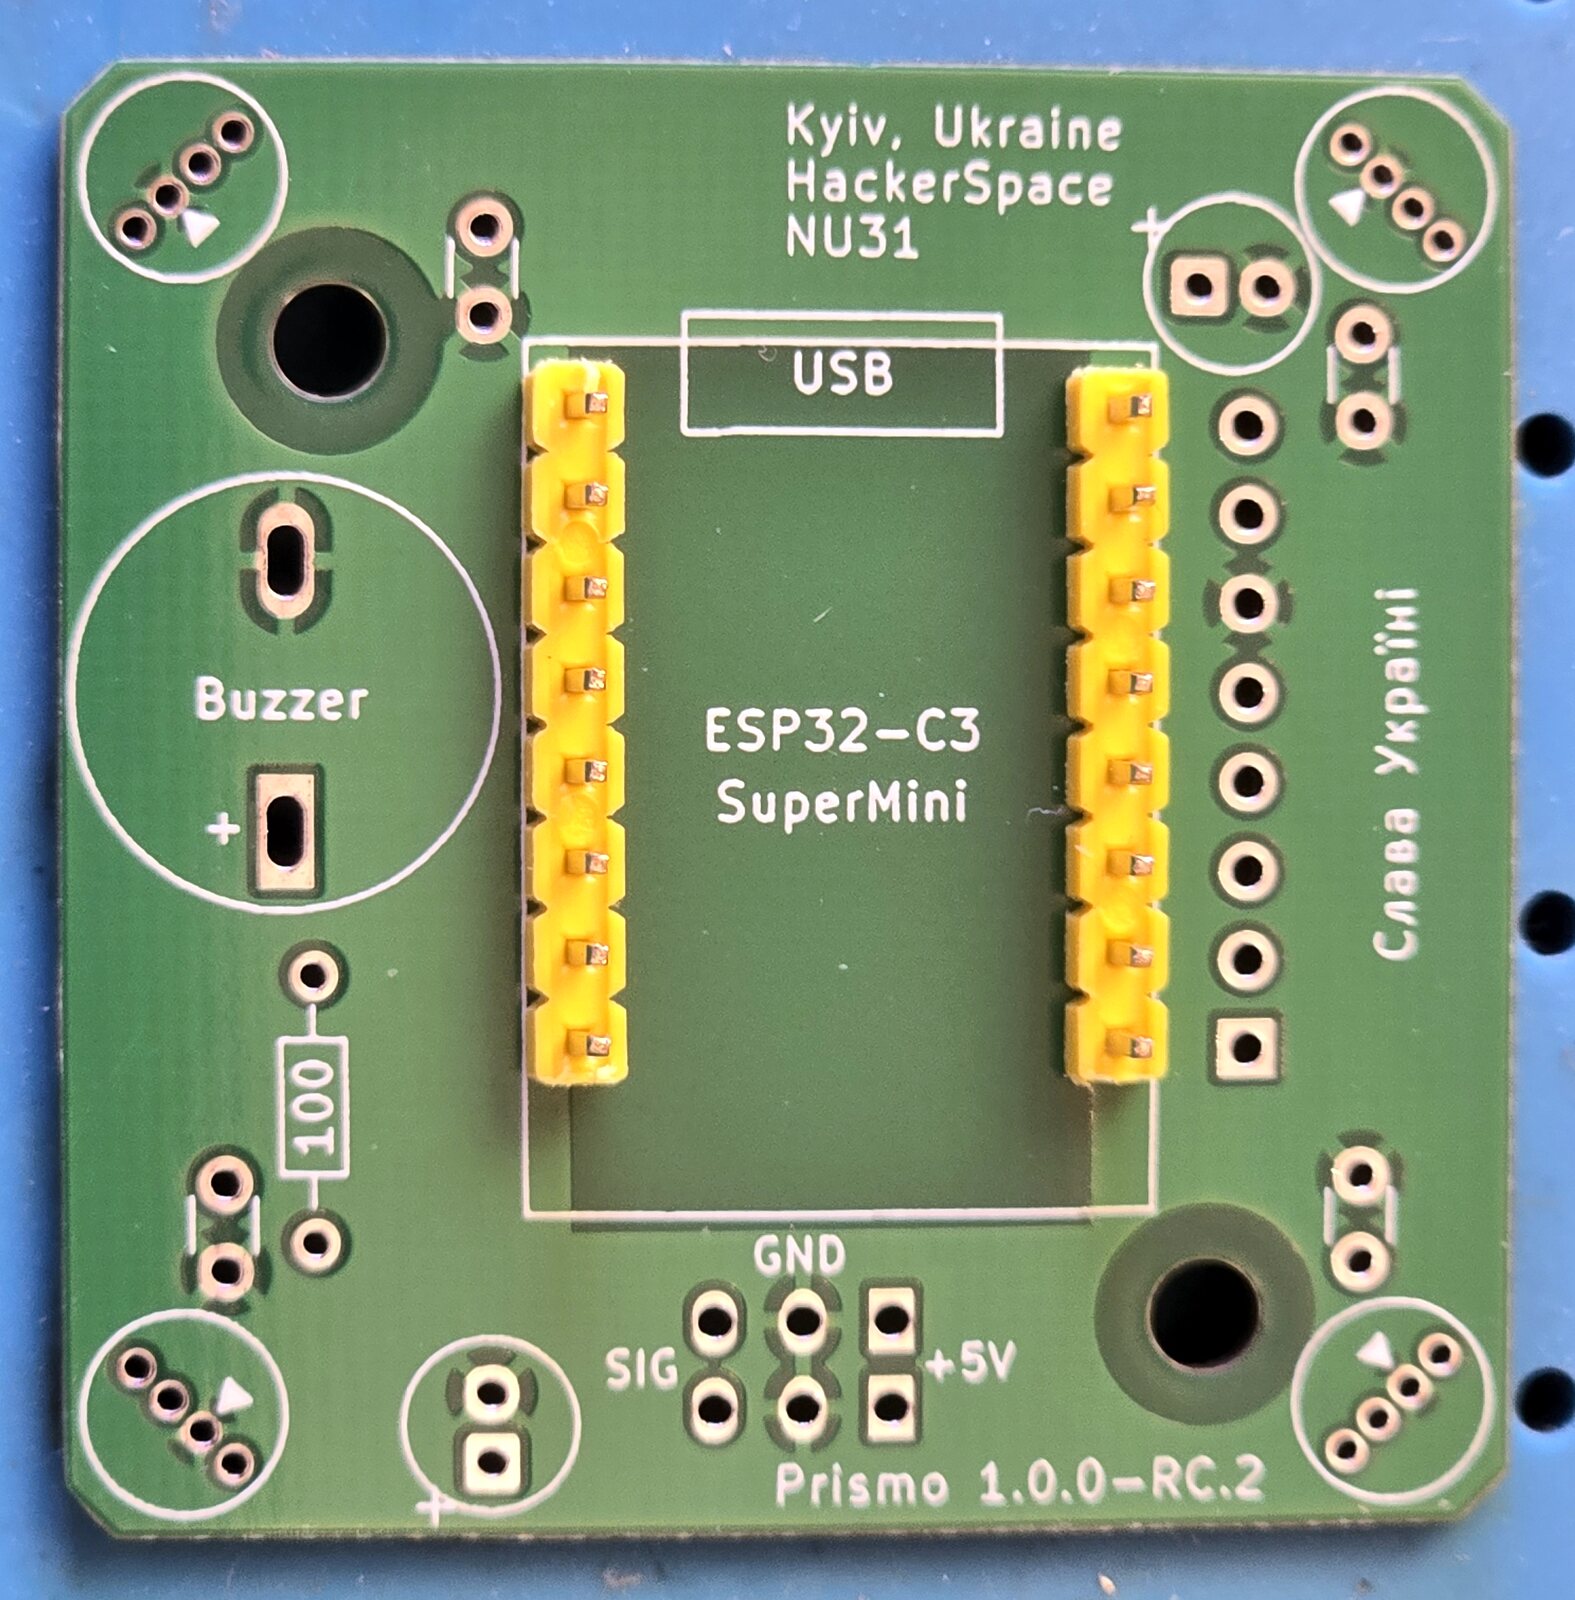 Kyiv, Ukraine
HackerSpace
NU31
+
USB
Buzzer
+
ESP32-C3
SuperMini
Слава Україні
100
GND
SIG
+5V
+
Prismo 1.0.0-RC.2